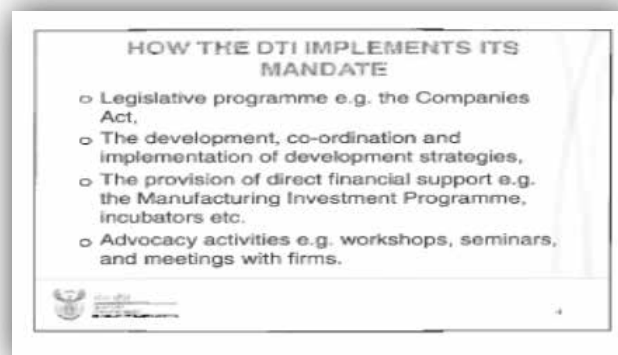 HOW THE DTI IMPLEMENTS ITS
MANDATE
o Legislative programme e.g. the Companies
Act,
o The development, co-ordination and
implementation of development strategies,
o The provision of direct financial support e.g.
the Manufacturing Investment Programme,
incubators etc.
o Advocacy activities e.g. workshops, seminars,
and meetings with firms.
4